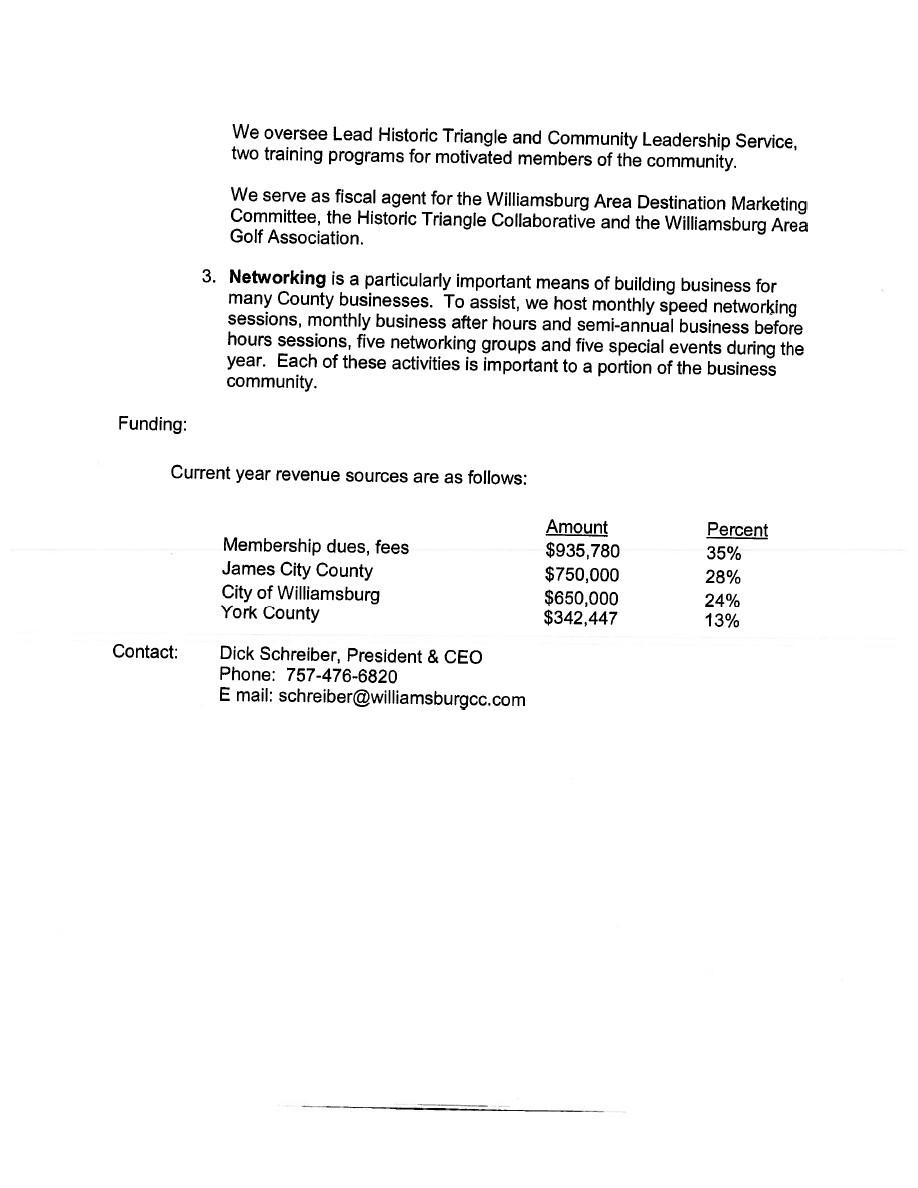 We oversee Lead Historic Triangle and Community Leadership Service,
two training programs for motivated members of the community.
We serve as fiscal agent for the Williamsburg Area Destination Marketing
Committee, the Historic Triangle Collaborative and the Williamsburg Area
Golf Association.
3. Networking is a particularly important means of building business for
many County businesses. To assist, we host monthly speed networking
sessions, monthly business after hours and semi-annual business before
hours sessions, five networking groups and five special events during the
year. Each of these activities is important to a portion of the business
community.
Funding:
Current year revenue sources are as follows:
Amount Percent
Membership dues, fees $935,780 35%
James City County $750,000 28%
City of Williamsburg $650,000 24%
York County $342,447 13%
Contact: Dick Schreiber, President & CEO
Phone: 757-476-6820
E mail: schreiber@williamsburgcc.com